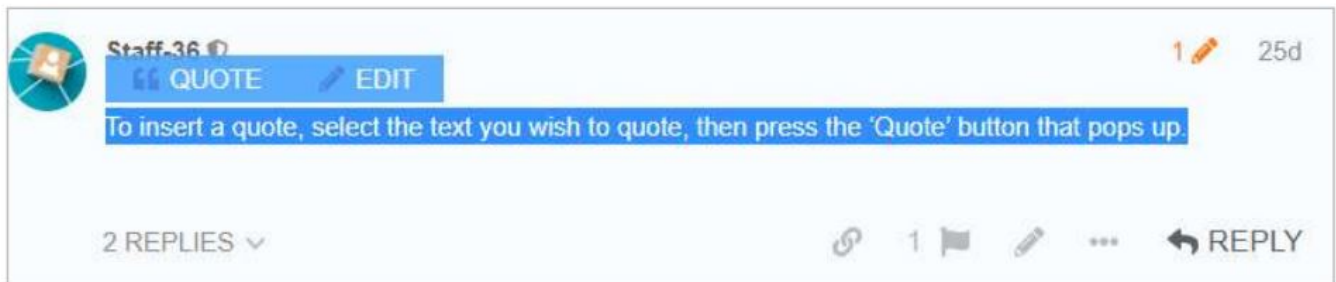 Staff-36 1 25d
QUOTE EDIT
To insert a quote, select the text you wish to quote, then press the 'Quote' button that pops up.
2 REPLIES 1 ... REPLY